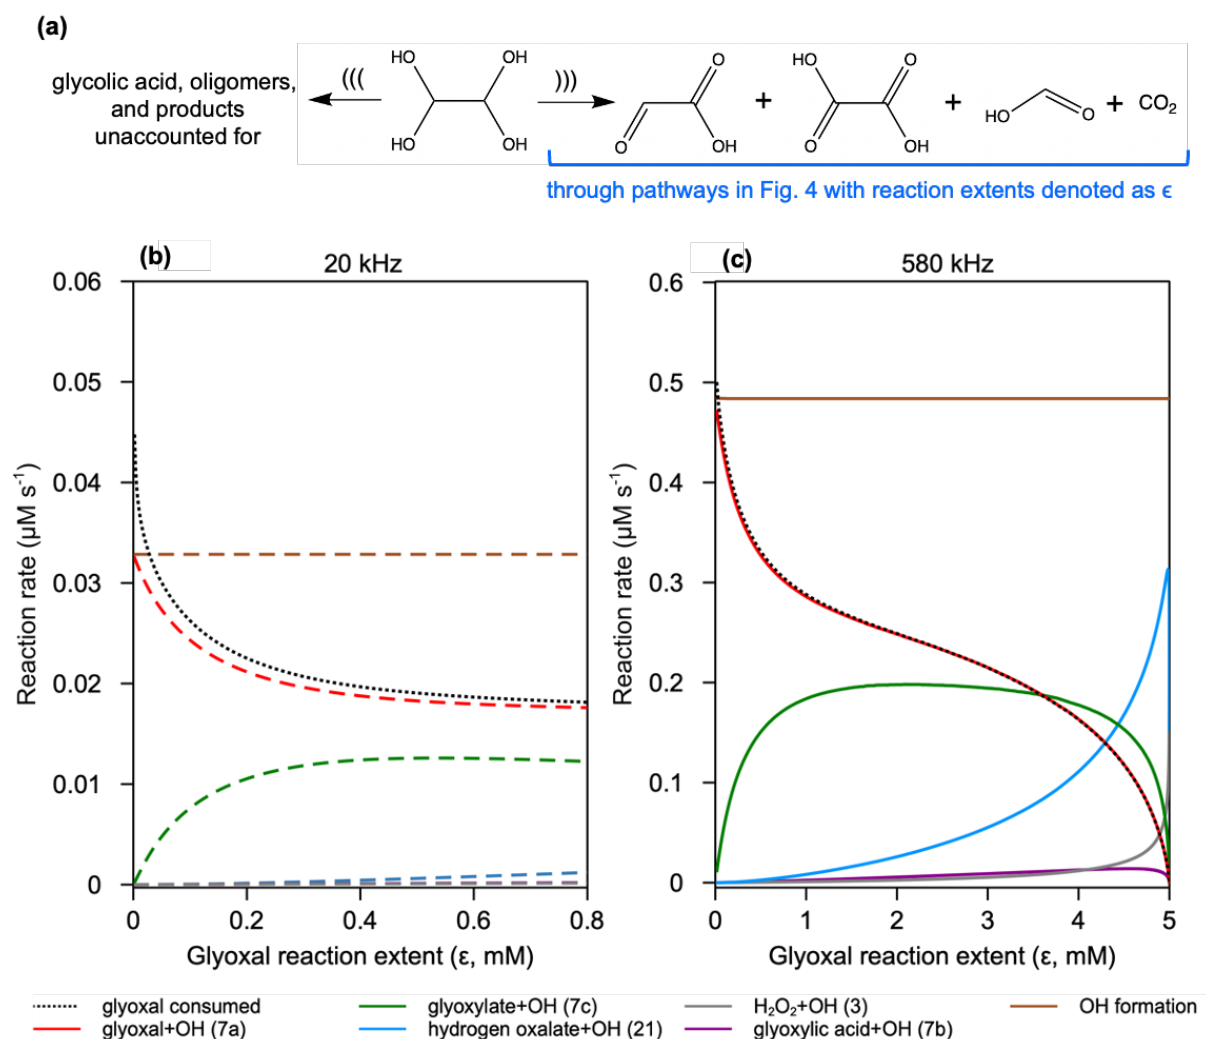 (a)
glycolic acid, oligomers,
and products
unaccounted for
(((
HO OH
HO OH
)))
O
O OH
+
HO O
O OH
+
HO O
+ CO2
through pathways in Fig. 4 with reaction extents denoted as ϵ
(b) 20 kHz
0.06
0.05
0.04
0.03
0.02
0.01
0
Reaction rate (µM s-1)
0 0.2 0.4 0.6 0.8
Glyoxal reaction extent (ε, mM)
(c) 580 kHz
0.6
0.5
0.4
0.3
0.2
0.1
0
Reaction rate (µM s-1)
0 1 2 3 4 5
Glyoxal reaction extent (ε, mM)
glyoxal consumed glyoxylate+OH (7c) H2O2+OH (3) OH formation
glyoxal+OH (7a) hydrogen oxalate+OH (21) glyoxylic acid+OH (7b)